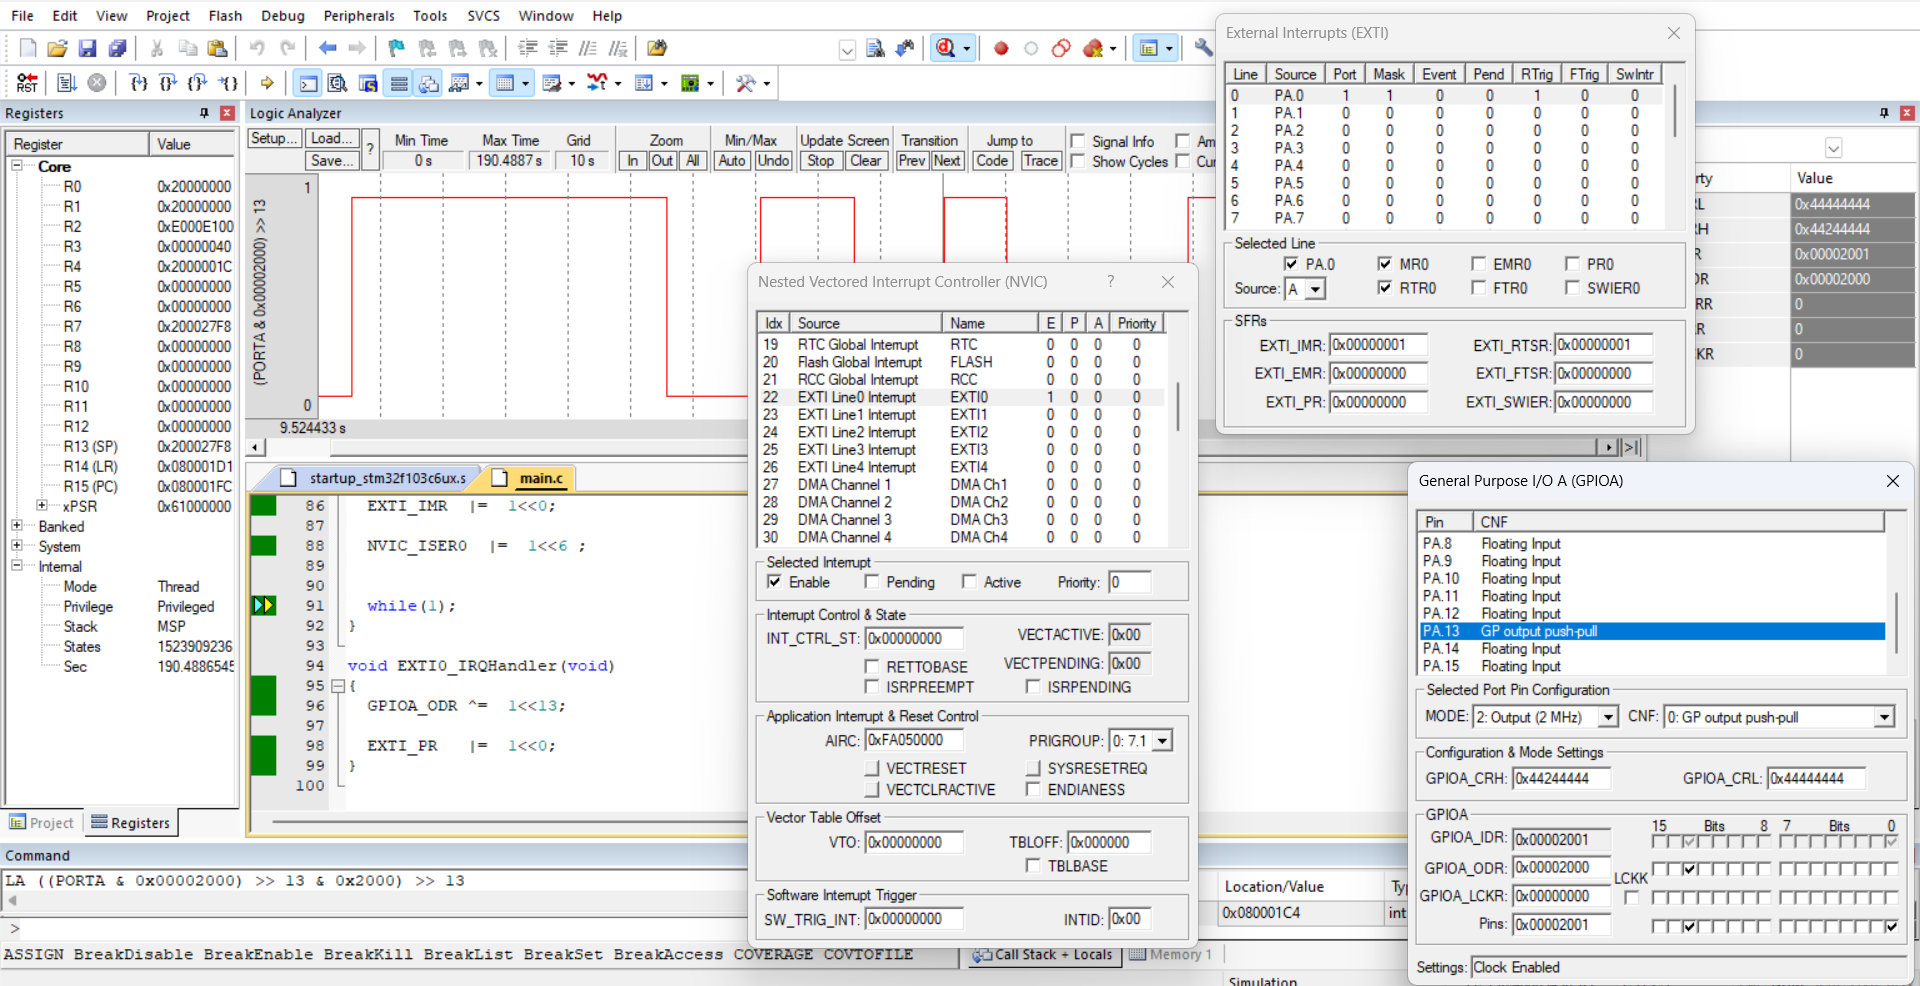 File Edit View Project Flash Debug Peripherals Tools SVCS Window Help
RST
Registers
Register Value
Core
R0 0x20000000
R1 0x20000000
R2 0xE000E100
R3 0x00000040
R4 0x2000001C
R5 0x00000000
R6 0x00000000
R7 0x200027F8
R8 0x00000000
R9 0x00000000
R10 0x00000000
R11 0x00000000
R12 0x00000000
R13 (SP) 0x200027F8
R14 (LR) 0x080001D1
R15 (PC) 0x080001FC
xPSR 0x61000000
Banked
System
Internal
Mode Thread
Privilege Privileged
Stack MSP
States 1523909236
Sec 190.4886545
Project Registers
Logic Analyzer
Setup... Load... Min Time Max Time Grid Zoom Min/Max Update Screen Transition Jump to Signal Info
Save... ? 0 s 190.4887 s 10 s In Out All Auto Undo Stop Clear Prev Next Code Trace Show Cycles
1
(PORTA & 0x00002000) >> 13
0
9.524433 s
startup_stm32f103c6ux.s main.c
86 EXTI_IMR |= 1<<0;
87
88 NVIC_ISER0 |= 1<<6 ;
89
90
91 while(1);
92 }
93
94 void EXTI0_IRQHandler(void)
95 {
96 GPIOA_ODR ^= 1<<13;
97
98 EXTI_PR |= 1<<0;
99 }
100
Nested Vectored Interrupt Controller (NVIC) ?
Idx Source Name E P A Priority
19 RTC Global Interrupt RTC 0 0 0 0
20 Flash Global Interrupt FLASH 0 0 0 0
21 RCC Global Interrupt RCC 0 0 0 0
22 EXTI Line0 Interrupt EXTI0 1 0 0 0
23 EXTI Line1 Interrupt EXTI1 0 0 0 0
24 EXTI Line2 Interrupt EXTI2 0 0 0 0
25 EXTI Line3 Interrupt EXTI3 0 0 0 0
26 EXTI Line4 Interrupt EXTI4 0 0 0 0
27 DMA Channel 1 DMA Ch1 0 0 0 0
28 DMA Channel 2 DMA Ch2 0 0 0 0
29 DMA Channel 3 DMA Ch3 0 0 0 0
30 DMA Channel 4 DMA Ch4 0 0 0 0
Selected Interrupt
Enable Pending Active Priority: 0
Interrupt Control & State
INT_CTRL_ST: 0x00000000 VECTACTIVE: 0x00
RETTOBASE VECTPENDING: 0x00
ISRPREEMPT ISRPENDING
Application Interrupt & Reset Control
AIRC: 0xFA050000 PRIGROUP: 0: 7.1
VECTRESET SYSRESETREQ
VECTCLRACTIVE ENDIANESS
Vector Table Offset
VTO: 0x00000000 TBLOFF: 0x000000
TBLBASE
Software Interrupt Trigger
SW_TRIG_INT: 0x00000000 INTID: 0x00
External Interrupts (EXTI)
Line Source Port Mask Event Pend RTrig FTrig SwIntr
0 PA.0 1 1 0 0 1 0 0
1 PA.1 0 0 0 0 0 0 0
2 PA.2 0 0 0 0 0 0 0
3 PA.3 0 0 0 0 0 0 0
4 PA.4 0 0 0 0 0 0 0
5 PA.5 0 0 0 0 0 0 0
6 PA.6 0 0 0 0 0 0 0
7 PA.7 0 0 0 0 0 0 0
Selected Line
PA.0 MR0 EMR0 PR0
Source: A RTR0 FTR0 SWIER0
SFRs
EXTI_IMR: 0x00000001 EXTI_RTSR: 0x00000001
EXTI_EMR: 0x00000000 EXTI_FTSR: 0x00000000
EXTI_PR: 0x00000000 EXTI_SWIER: 0x00000000
Value
0x44444444
0x44244444
0x00002001
0x00002000
0
0
0
General Purpose I/O A (GPIOA)
Pin CNF
PA.8 Floating Input
PA.9 Floating Input
PA.10 Floating Input
PA.11 Floating Input
PA.12 Floating Input
PA.13 GP output push-pull
PA.14 Floating Input
PA.15 Floating Input
Selected Port Pin Configuration
MODE: 2: Output (2 MHz) CNF: 0: GP output push-pull
Configuration & Mode Settings
GPIOA_CRH: 0x44244444 GPIOA_CRL: 0x44444444
GPIOA
15 Bits 8 7 Bits 0
GPIOA_IDR: 0x00002001
GPIOA_ODR: 0x00002000
LCKK
GPIOA_LCKR: 0x00000000
Pins: 0x00002001
Settings: Clock Enabled
Command
LA ((PORTA & 0x00002000) >> 13 & 0x2000) >> 13
>
ASSIGN BreakDisable BreakEnable BreakKill BreakList BreakSet BreakAccess COVERAGE COVTOFILE
Location/Value
0x080001C4 int
Call Stack + Locals Memory 1
Simulation